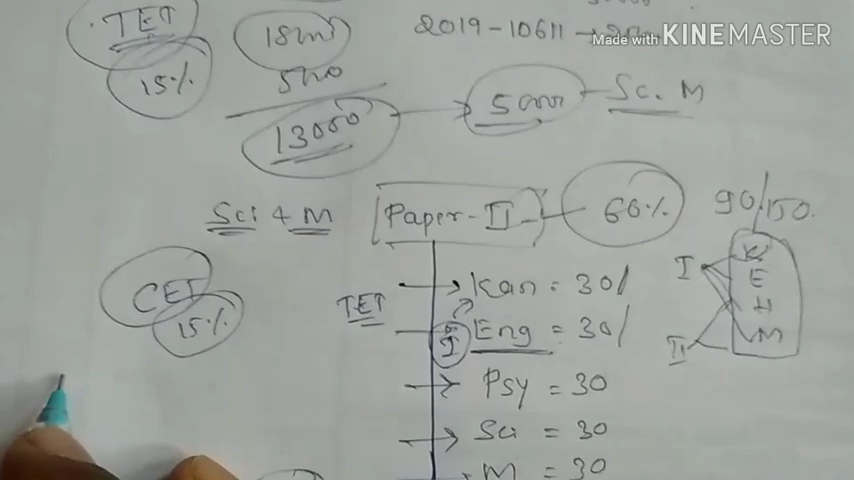 TET
15%
18000
5000
13000
2019-10611
Made with KINEMASTER
5000 Sc. M
Sci + M
Paper-II
60%
90/150
CET
15%
TET
Kan = 30
I Eng = 30
Psy = 30
Sci = 30
M = 30
I
II
K
E
H
M